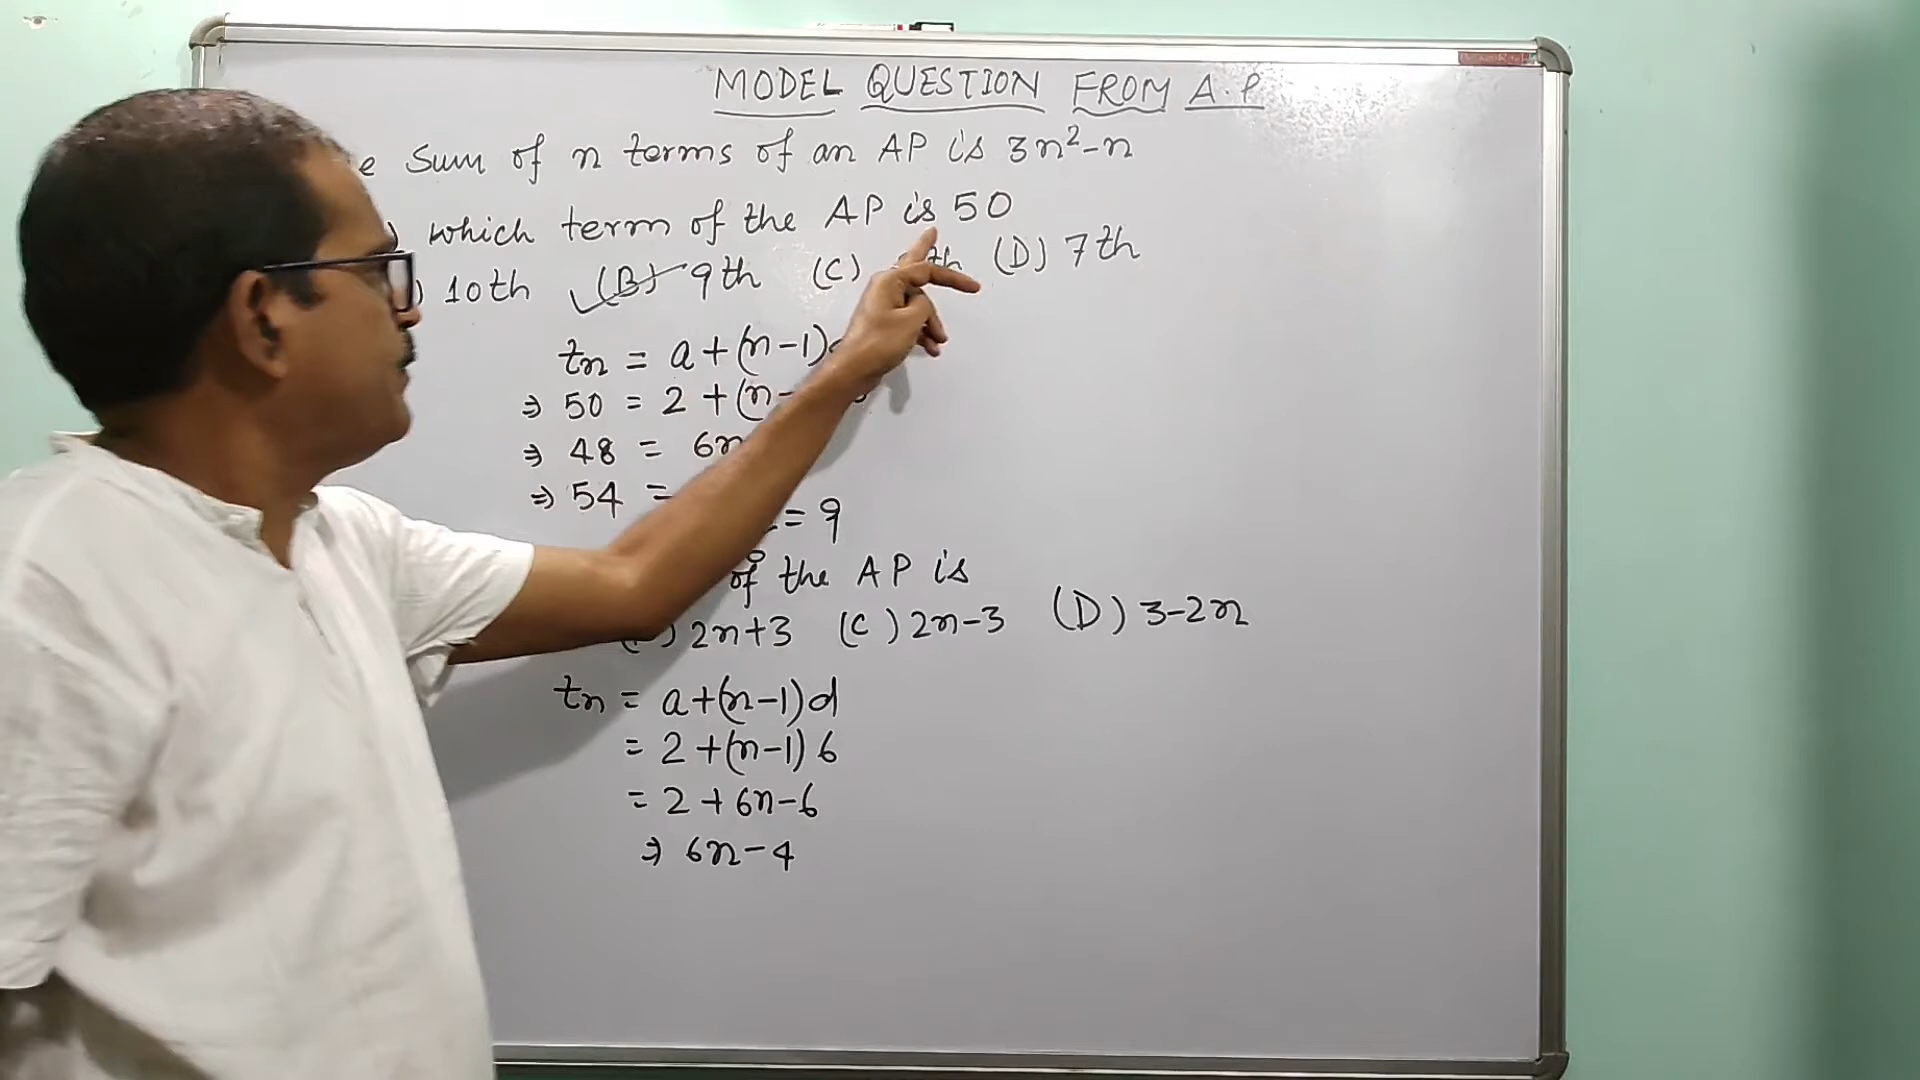 MODEL QUESTION FROM A.P
Sum of n terms of an AP is 3n²-n
which term of the AP is 50
) 10th (B) 9th (C) th (D) 7th
tn = a+(n-1)
⇒ 50 = 2+(n-
⇒ 48 = 6n
⇒ 54 =
= 9
of the AP is
) 2n+3 (C) 2n-3 (D) 3-2n
tn = a+(n-1)d
= 2+(n-1)6
= 2+6n-6
⇒ 6n-4